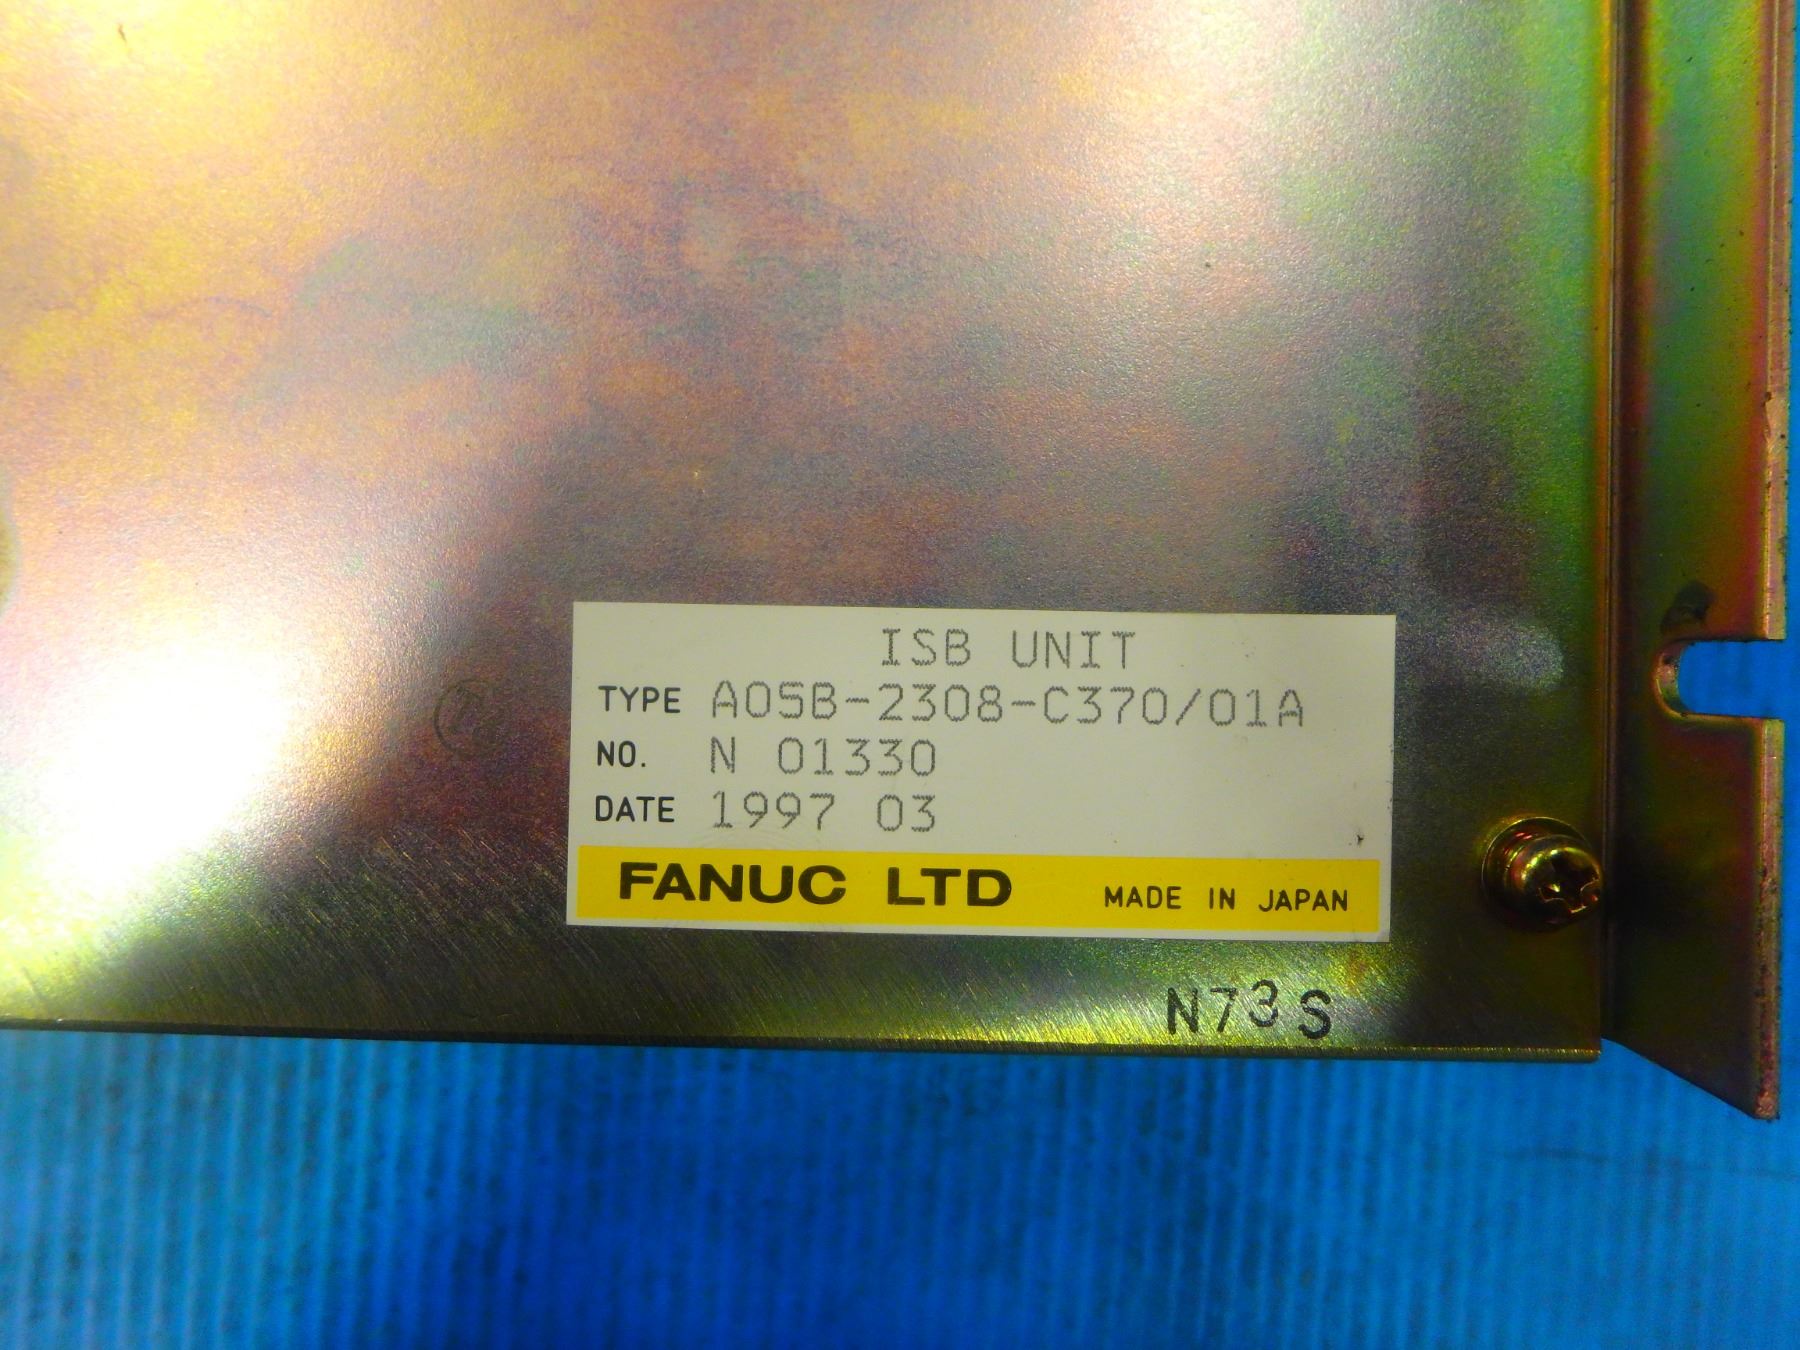 ISB UNIT
TYPE A05B-2308-C370/01A
NO. N 01330
DATE 1997 03
FANUC LTD MADE IN JAPAN
N73S